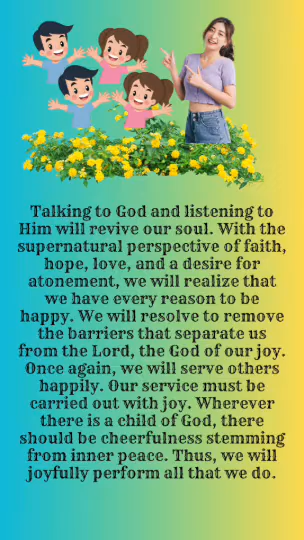 Talking to God and listening to
Him will revive our soul. With the
supernatural perspective of faith,
hope, love, and a desire for
atonement, we will realize that
we have every reason to be
happy. We will resolve to remove
the barriers that separate us
from the Lord, the God of our joy.
Once again, we will serve others
happily. Our service must be
carried out with joy. Wherever
there is a child of God, there
should be cheerfulness stemming
from inner peace. Thus, we will
joyfully perform all that we do.